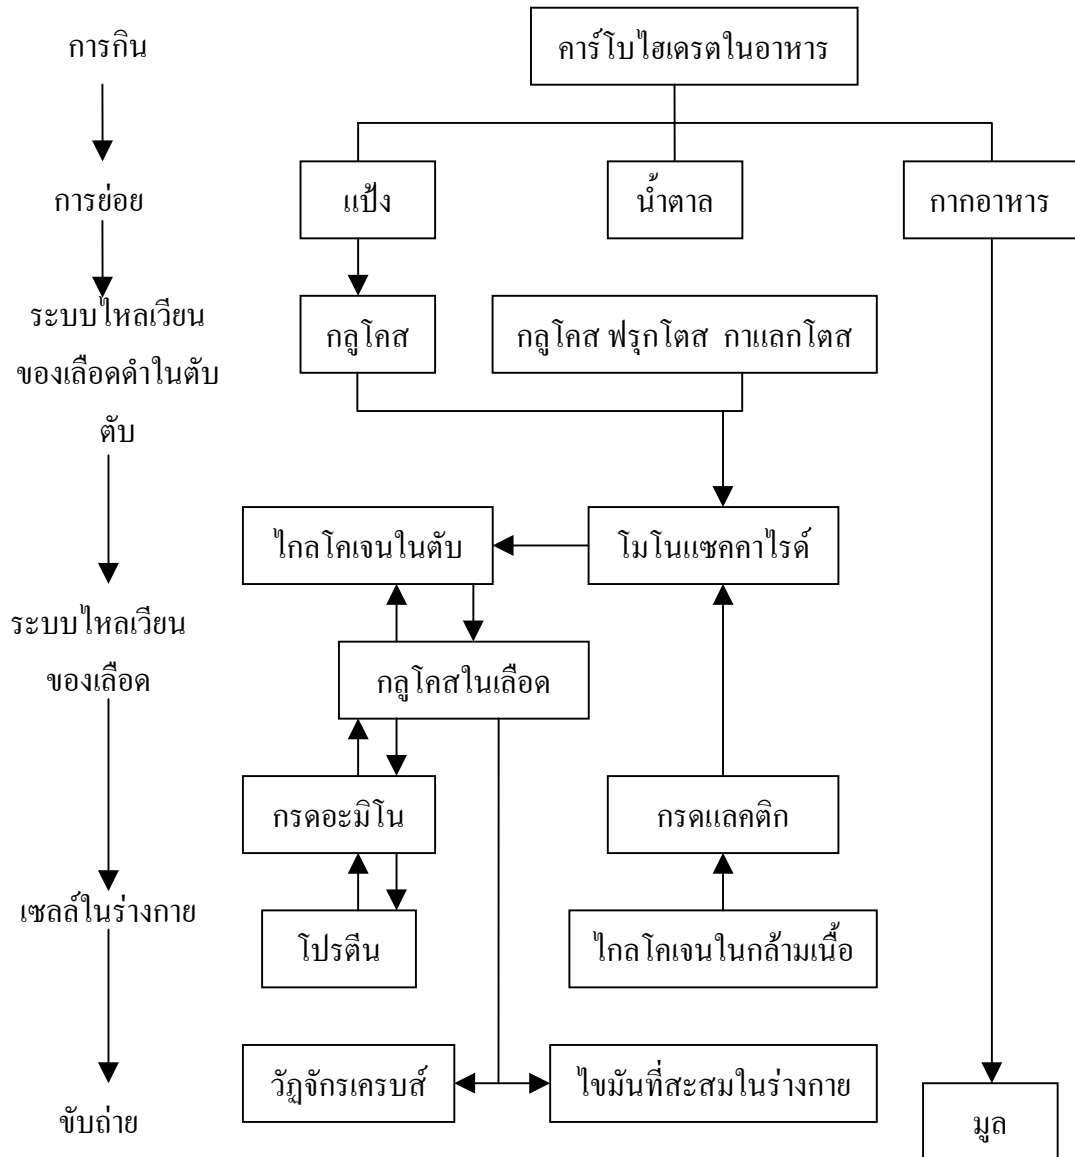 การกิน
คาร์โบไฮเดรตในอาหาร
การย่อย
แป้ง
น้ำตาล
กากอาหาร
ระบบไหลเวียน
ของเลือดดำในตับ
ตับ
กลูโคส
กลูโคส ฟรุกโตส กาแลกโตส
ไกลโคเจนในตับ
โมโนแซคคาไรด์
ระบบไหลเวียน
ของเลือด
กลูโคสในเลือด
กรดอะมิโน
กรดแลคติก
เซลล์ในร่างกาย
โปรตีน
ไกลโคเจนในกล้ามเนื้อ
วัฏจักรเครบส์
ไขมันที่สะสมในร่างกาย
ขับถ่าย
มูล